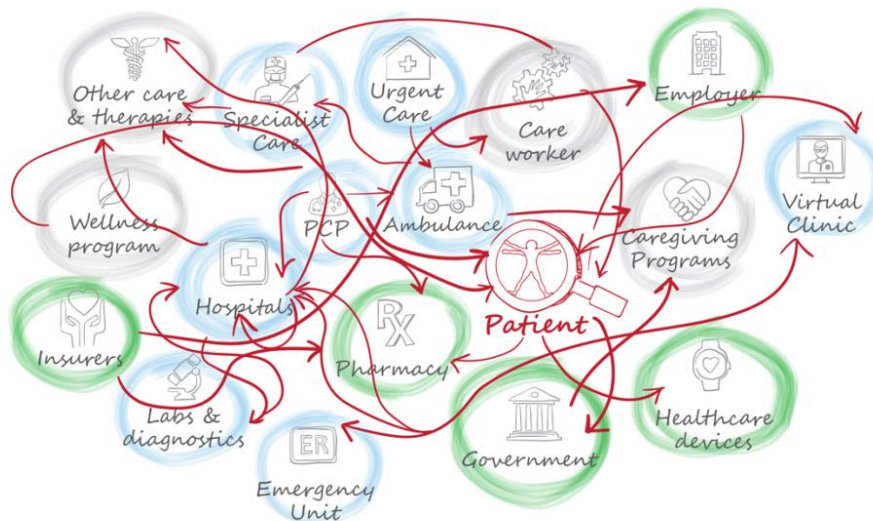 Other care
& therapies
Specialist
Care
Urgent
Care
Care
worker
Employer
Virtual
Clinic
Wellness
program
PCP
Ambulance
Caregiving
Programs
Hospitals
Patient
Insurers
Rx
Pharmacy
Labs &
diagnostics
ER
Emergency
Unit
Government
Healthcare
devices